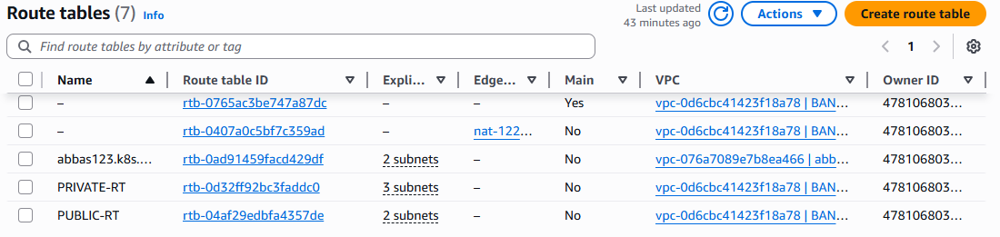 Route tables (7) Info
Last updated
43 minutes ago
Actions
Create route table
Find route tables by attribute or tag
1
Name Route table ID Expli... Edge... Main VPC Owner ID
– rtb-0765ac3be747a87dc – – Yes vpc-0d6cbc41423f18a78 | BAN... 478106803...
– rtb-0407a0c5bf7c359ad – nat-122... No vpc-0d6cbc41423f18a78 | BAN... 478106803...
abbas123.k8s.... rtb-0ad91459facd429df 2 subnets – No vpc-076a7089e7b8ea466 | abb... 478106803...
PRIVATE-RT rtb-0d32ff92bc3faddc0 3 subnets – No vpc-0d6cbc41423f18a78 | BAN... 478106803...
PUBLIC-RT rtb-04af29edbfa4357de 2 subnets – No vpc-0d6cbc41423f18a78 | BAN... 478106803...